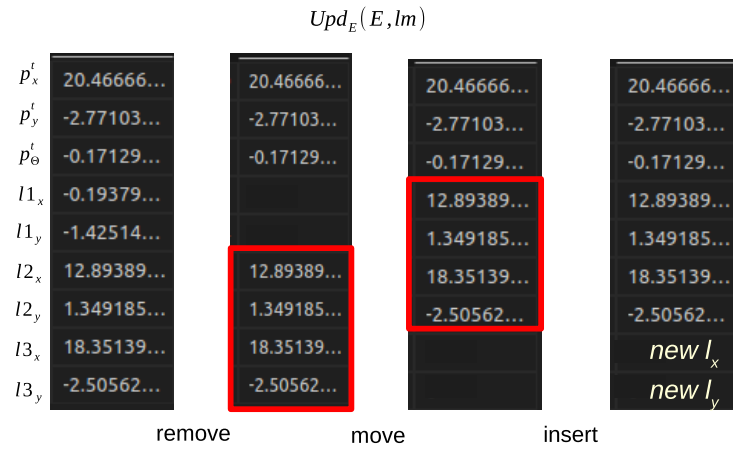 Upd_E(E, lm)
p_x^t 20.46666... 20.46666... 20.46666... 20.46666...
p_y^t -2.77103... -2.77103... -2.77103... -2.77103...
p_Θ^t -0.17129... -0.17129... -0.17129... -0.17129...
l1_x -0.19379... 12.89389... 12.89389...
l1_y -1.42514... 1.349185... 1.349185...
l2_x 12.89389... 12.89389... 18.35139... 18.35139...
l2_y 1.349185... 1.349185... -2.50562... -2.50562...
l3_x 18.35139... 18.35139... new l_x
l3_y -2.50562... -2.50562... new l_y
remove move insert